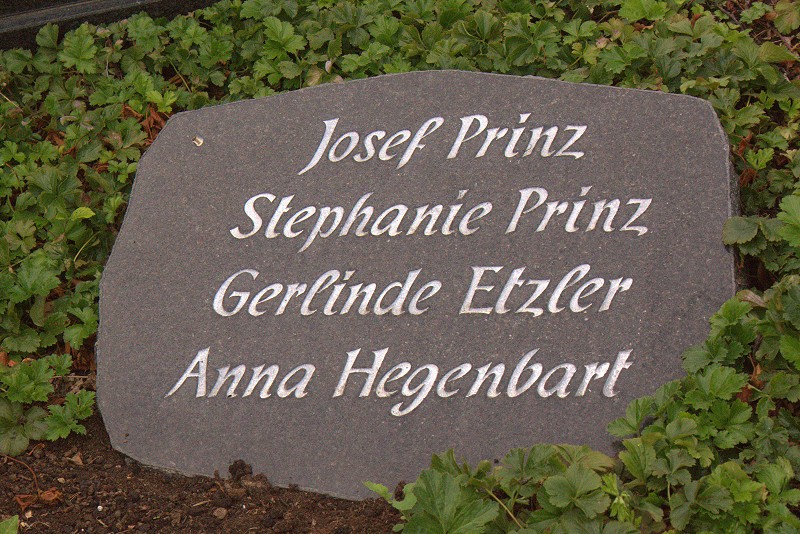 Josef Prinz
Stephanie Prinz
Gerlinde Etzler
Anna Hegenbart